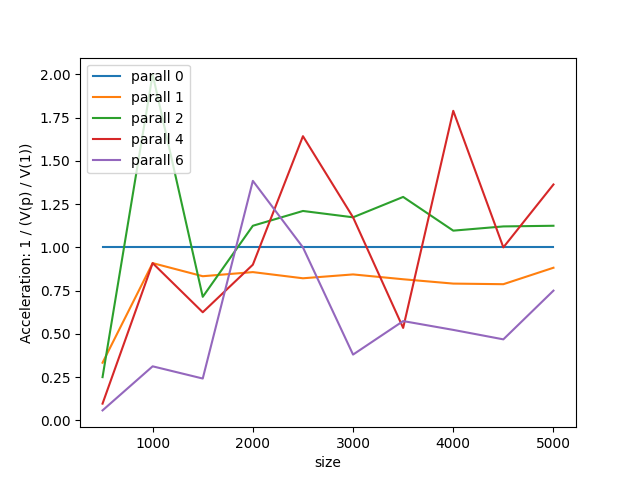 2.00
1.75
1.50
1.25
1.00
0.75
0.50
0.25
0.00
Acceleration: 1 / (V(p) / V(1))
parall 0
parall 1
parall 2
parall 4
parall 6
1000 2000 3000 4000 5000
size